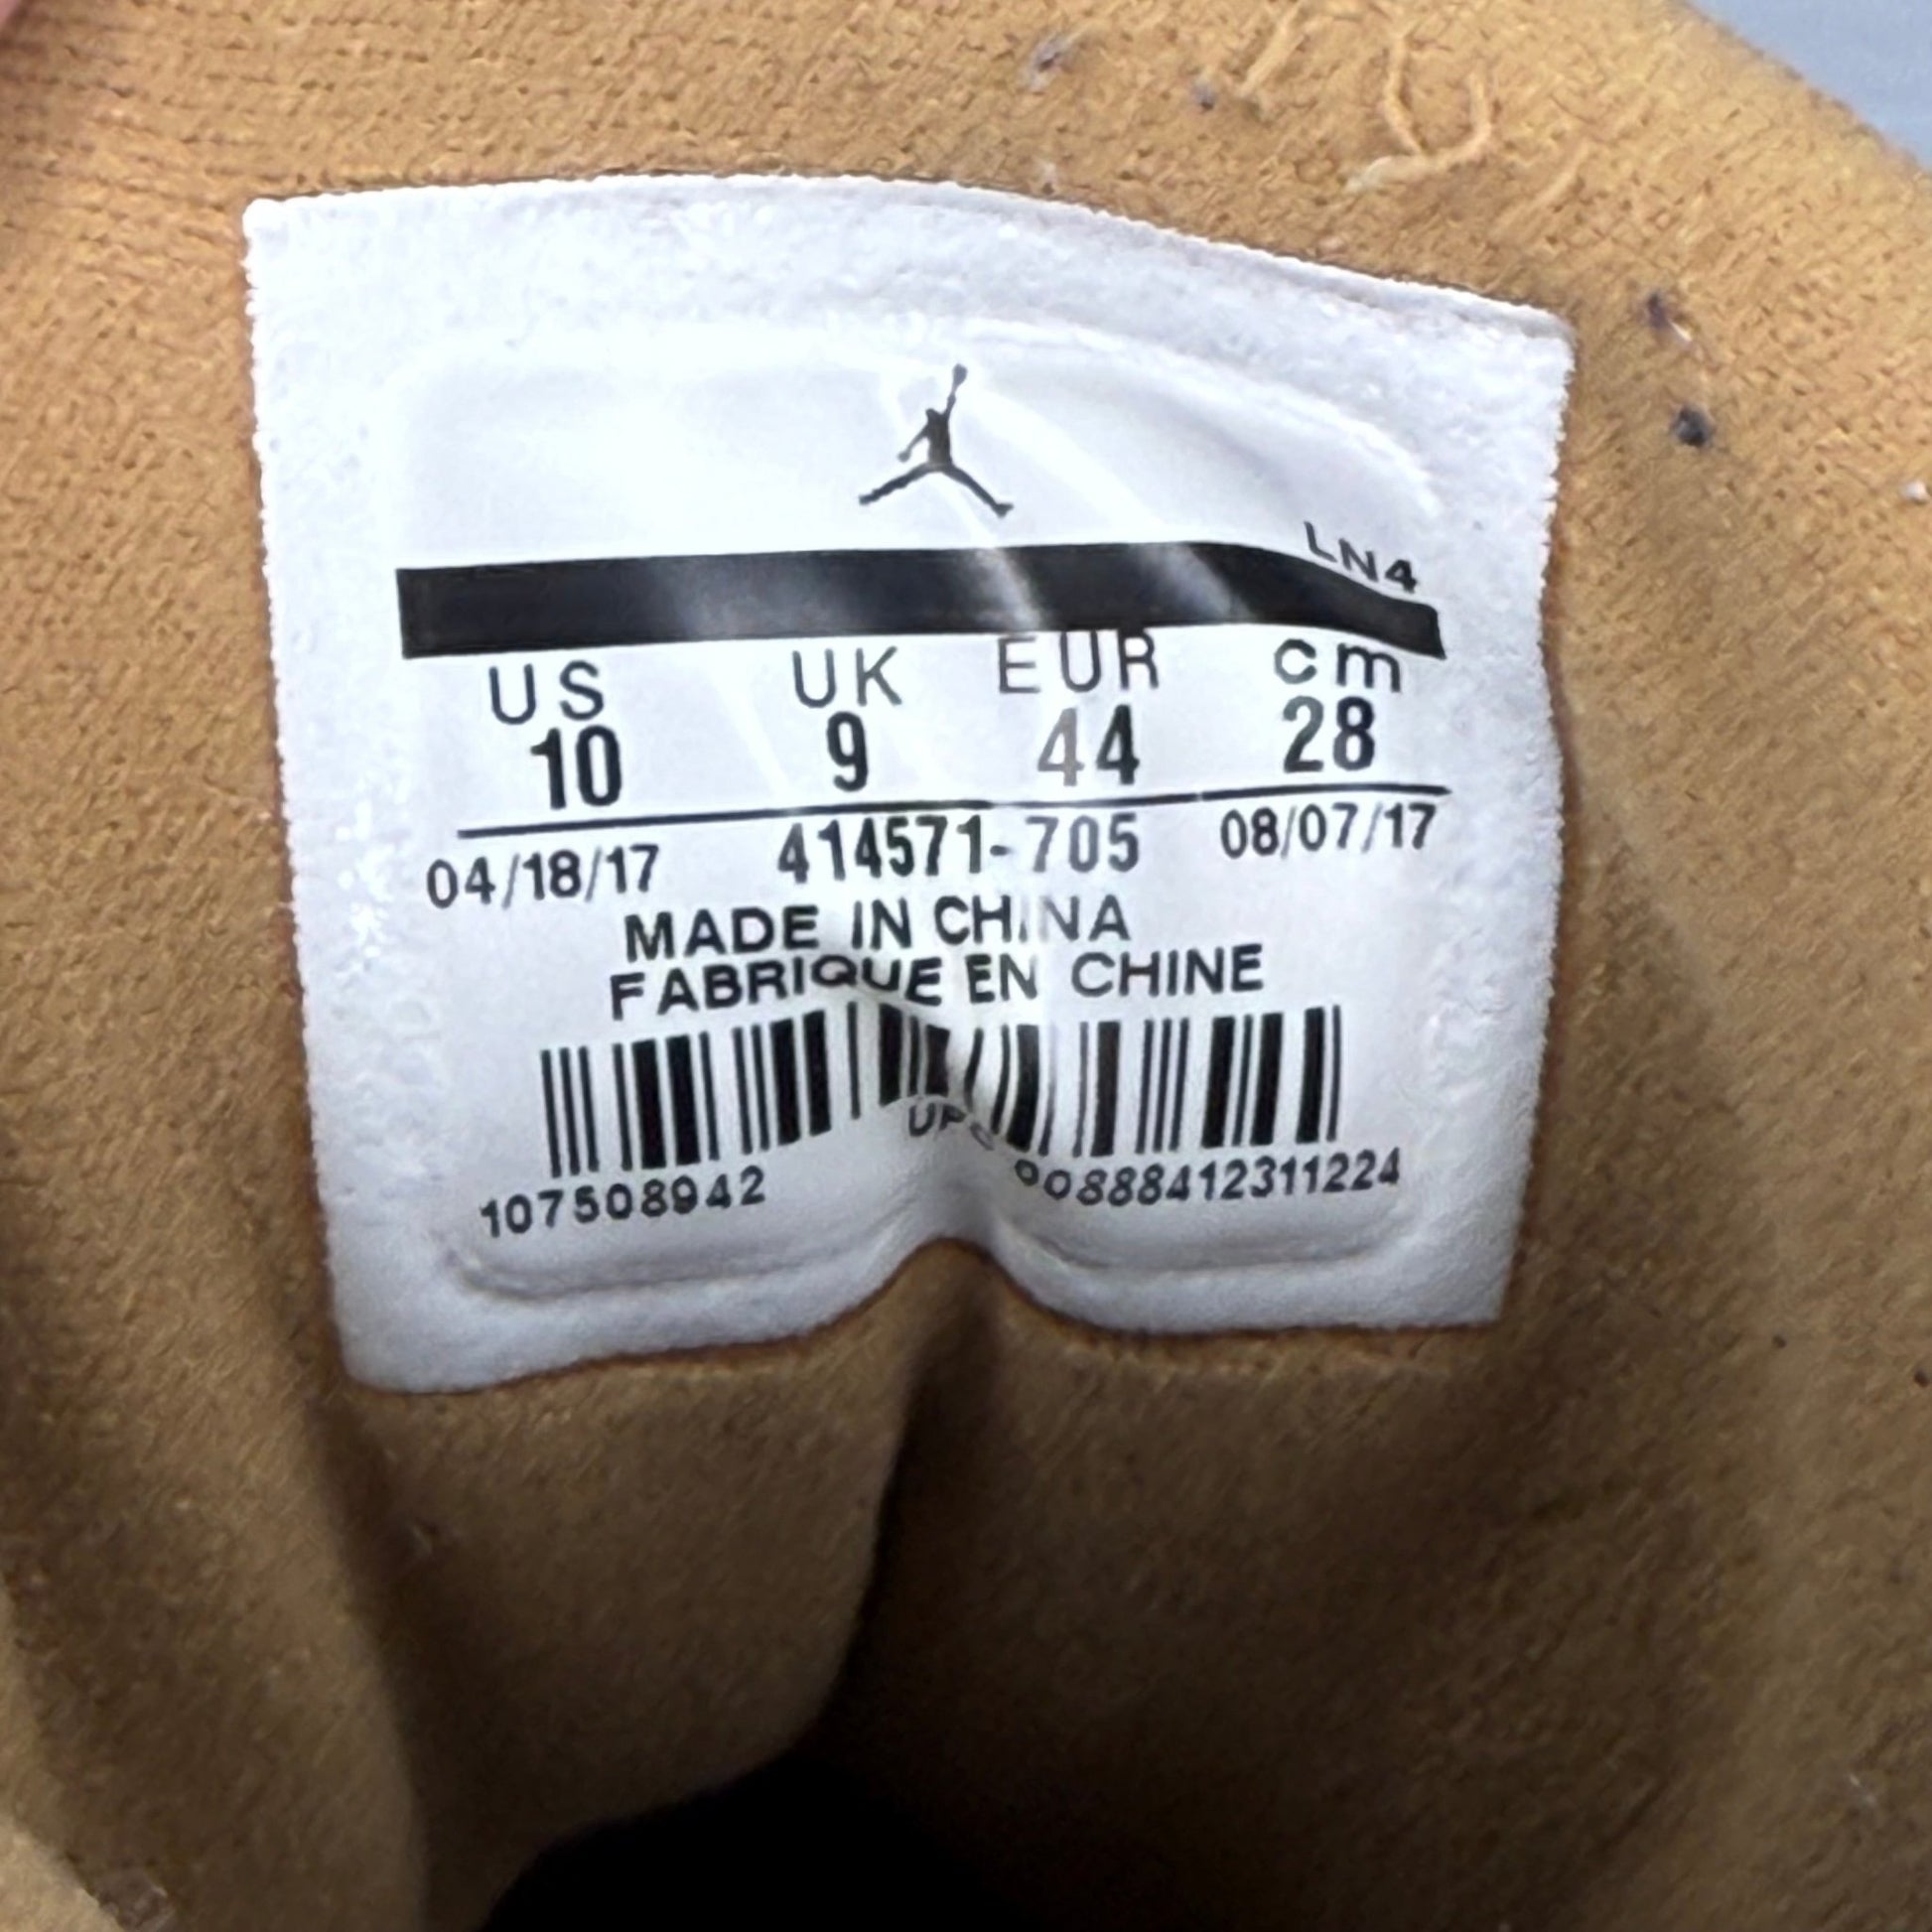 LN4
US UK EUR cm
10 9 44 28
04/18/17 414571-705 08/07/17
MADE IN CHINA
FABRIQUE EN CHINE
UPC
107508942 00888412311224